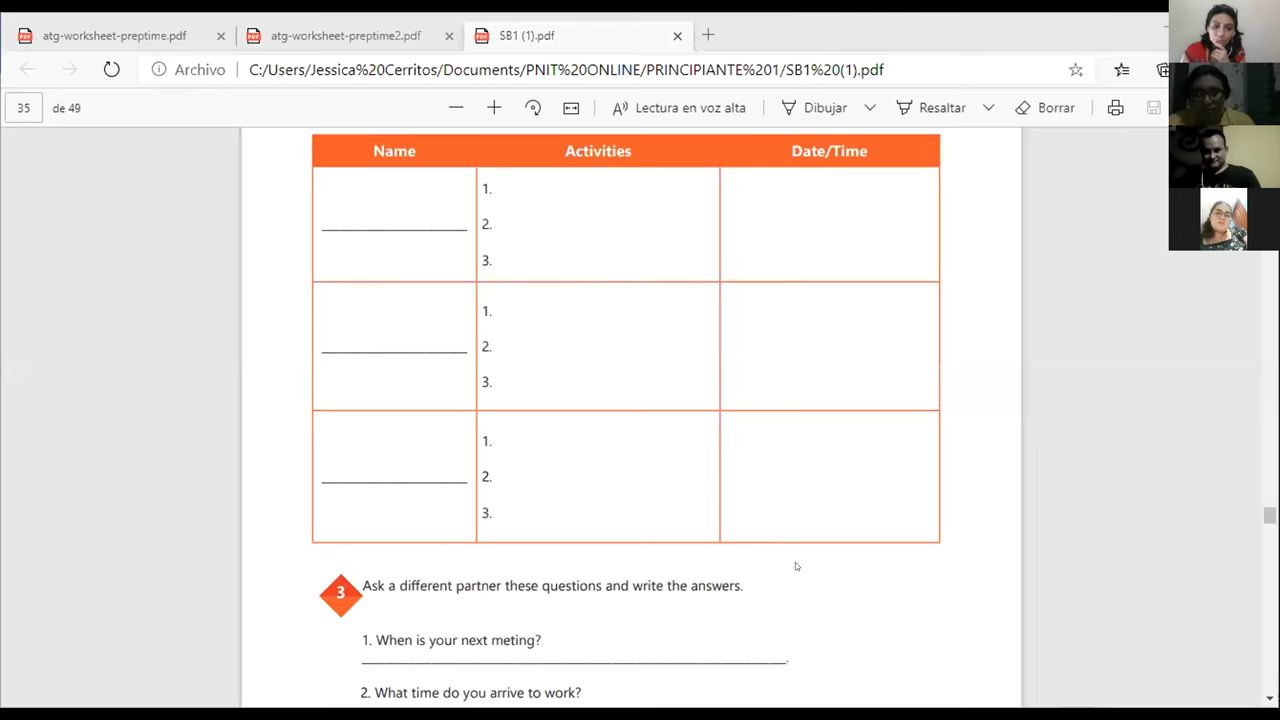 atg-worksheet-preptime.pdf
atg-worksheet-preptime2.pdf
SB1 (1).pdf
Archivo
C:/Users/Jessica%20Cerritos/Documents/PNIT%20ONLINE/PRINCIPIANTE%201/SB1%20(1).pdf
35
de 49
Lectura en voz alta
Dibujar
Resaltar
Borrar
Name
Activities
Date/Time
1.
2.
3.
1.
2.
3.
1.
2.
3.
3
Ask a different partner these questions and write the answers.
1. When is your next meting?
2. What time do you arrive to work?